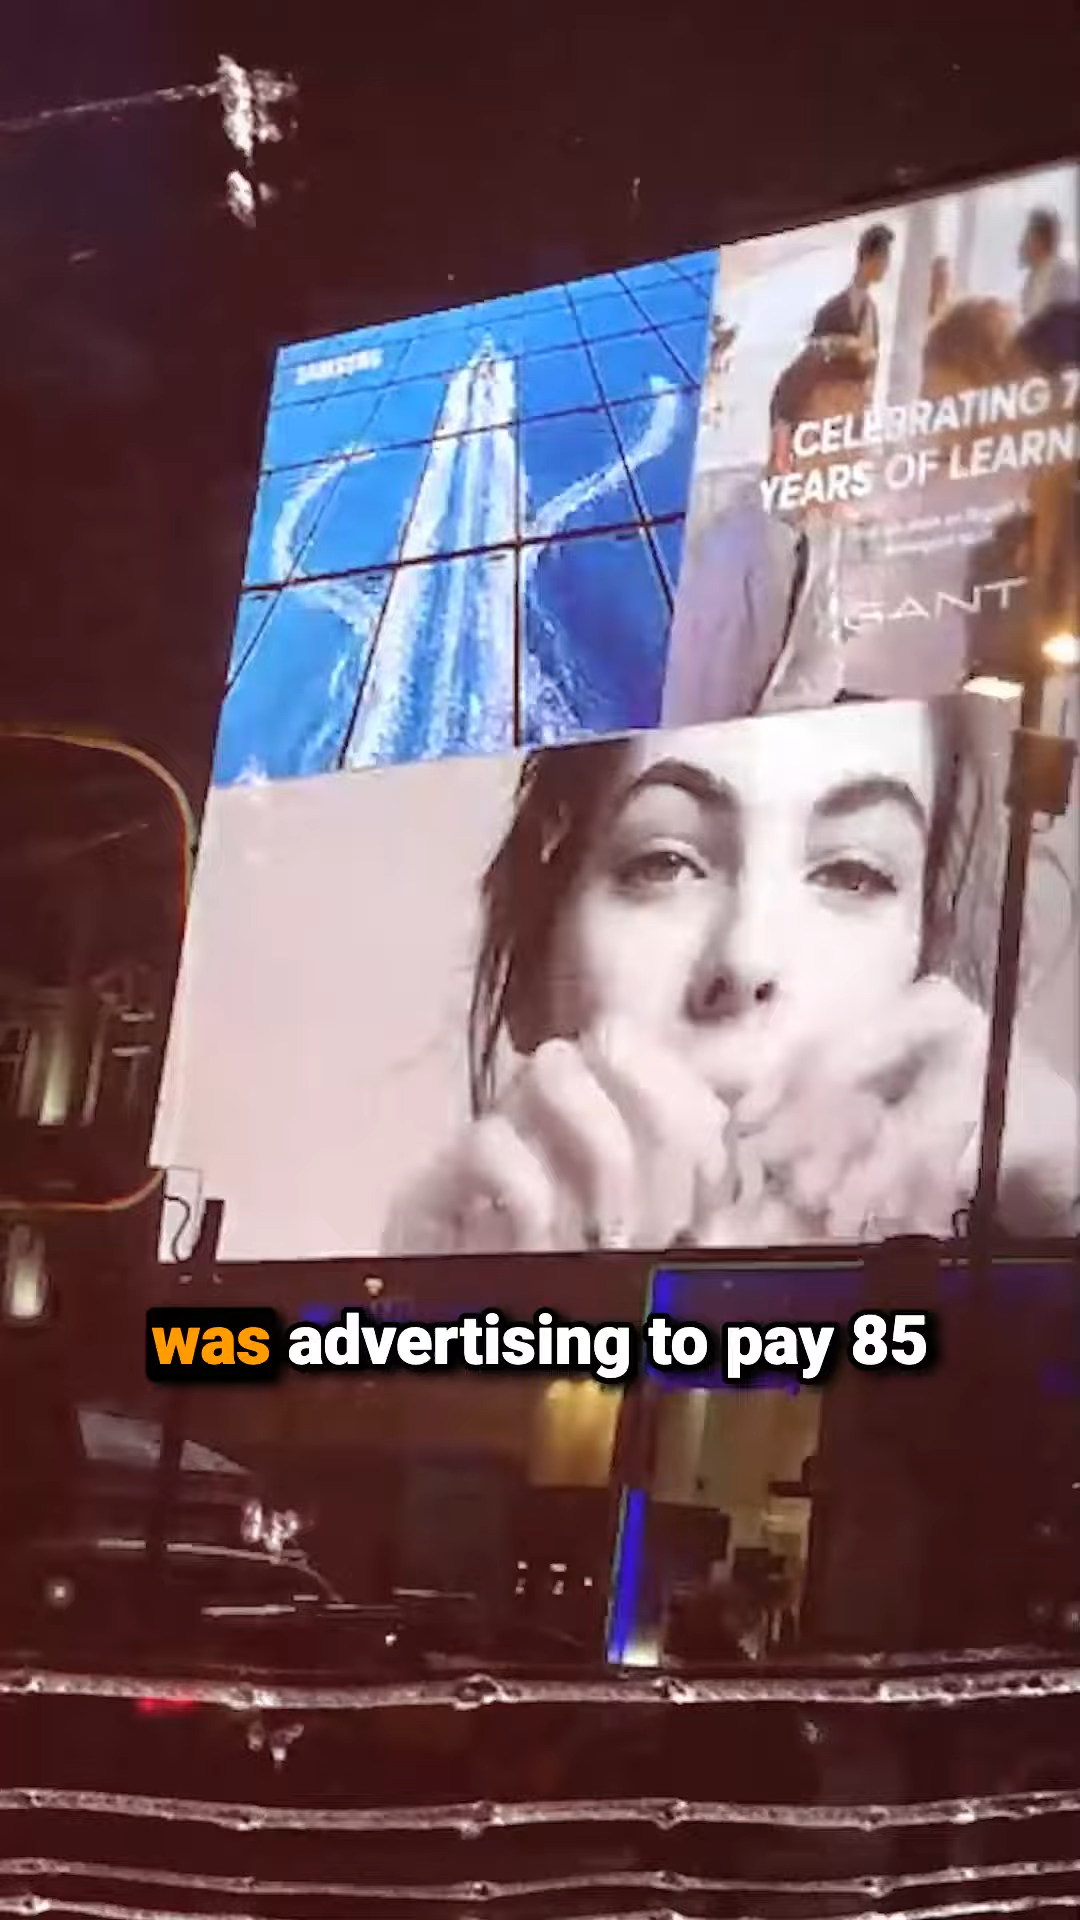 SAMSUNG
CELEBRATING 7
YEARS OF LEARN
GANT
was advertising to pay 85